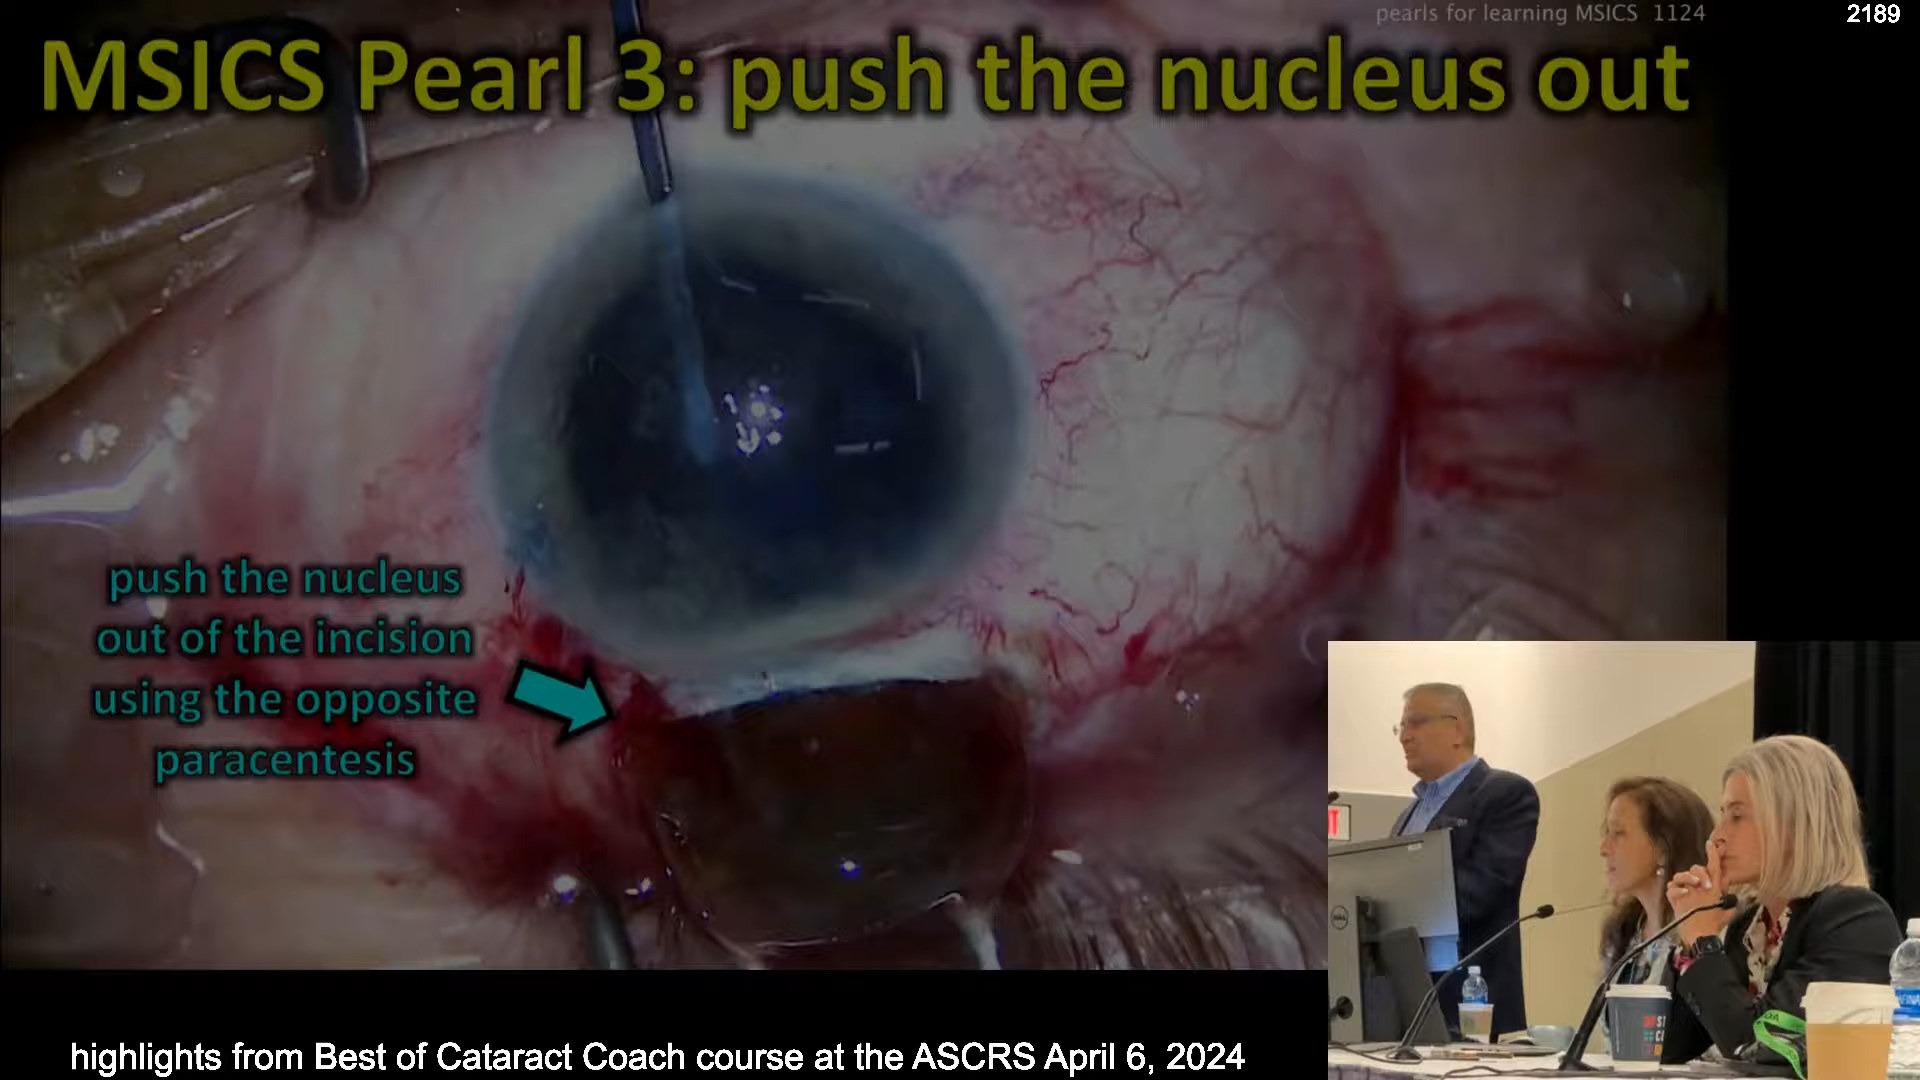 pearls for learning MSICS 1124
2189
MSICS Pearl 3: push the nucleus out
push the nucleus
out of the incision
using the opposite
paracentesis
DELL
highlights from Best of Cataract Coach course at the ASCRS April 6, 2024